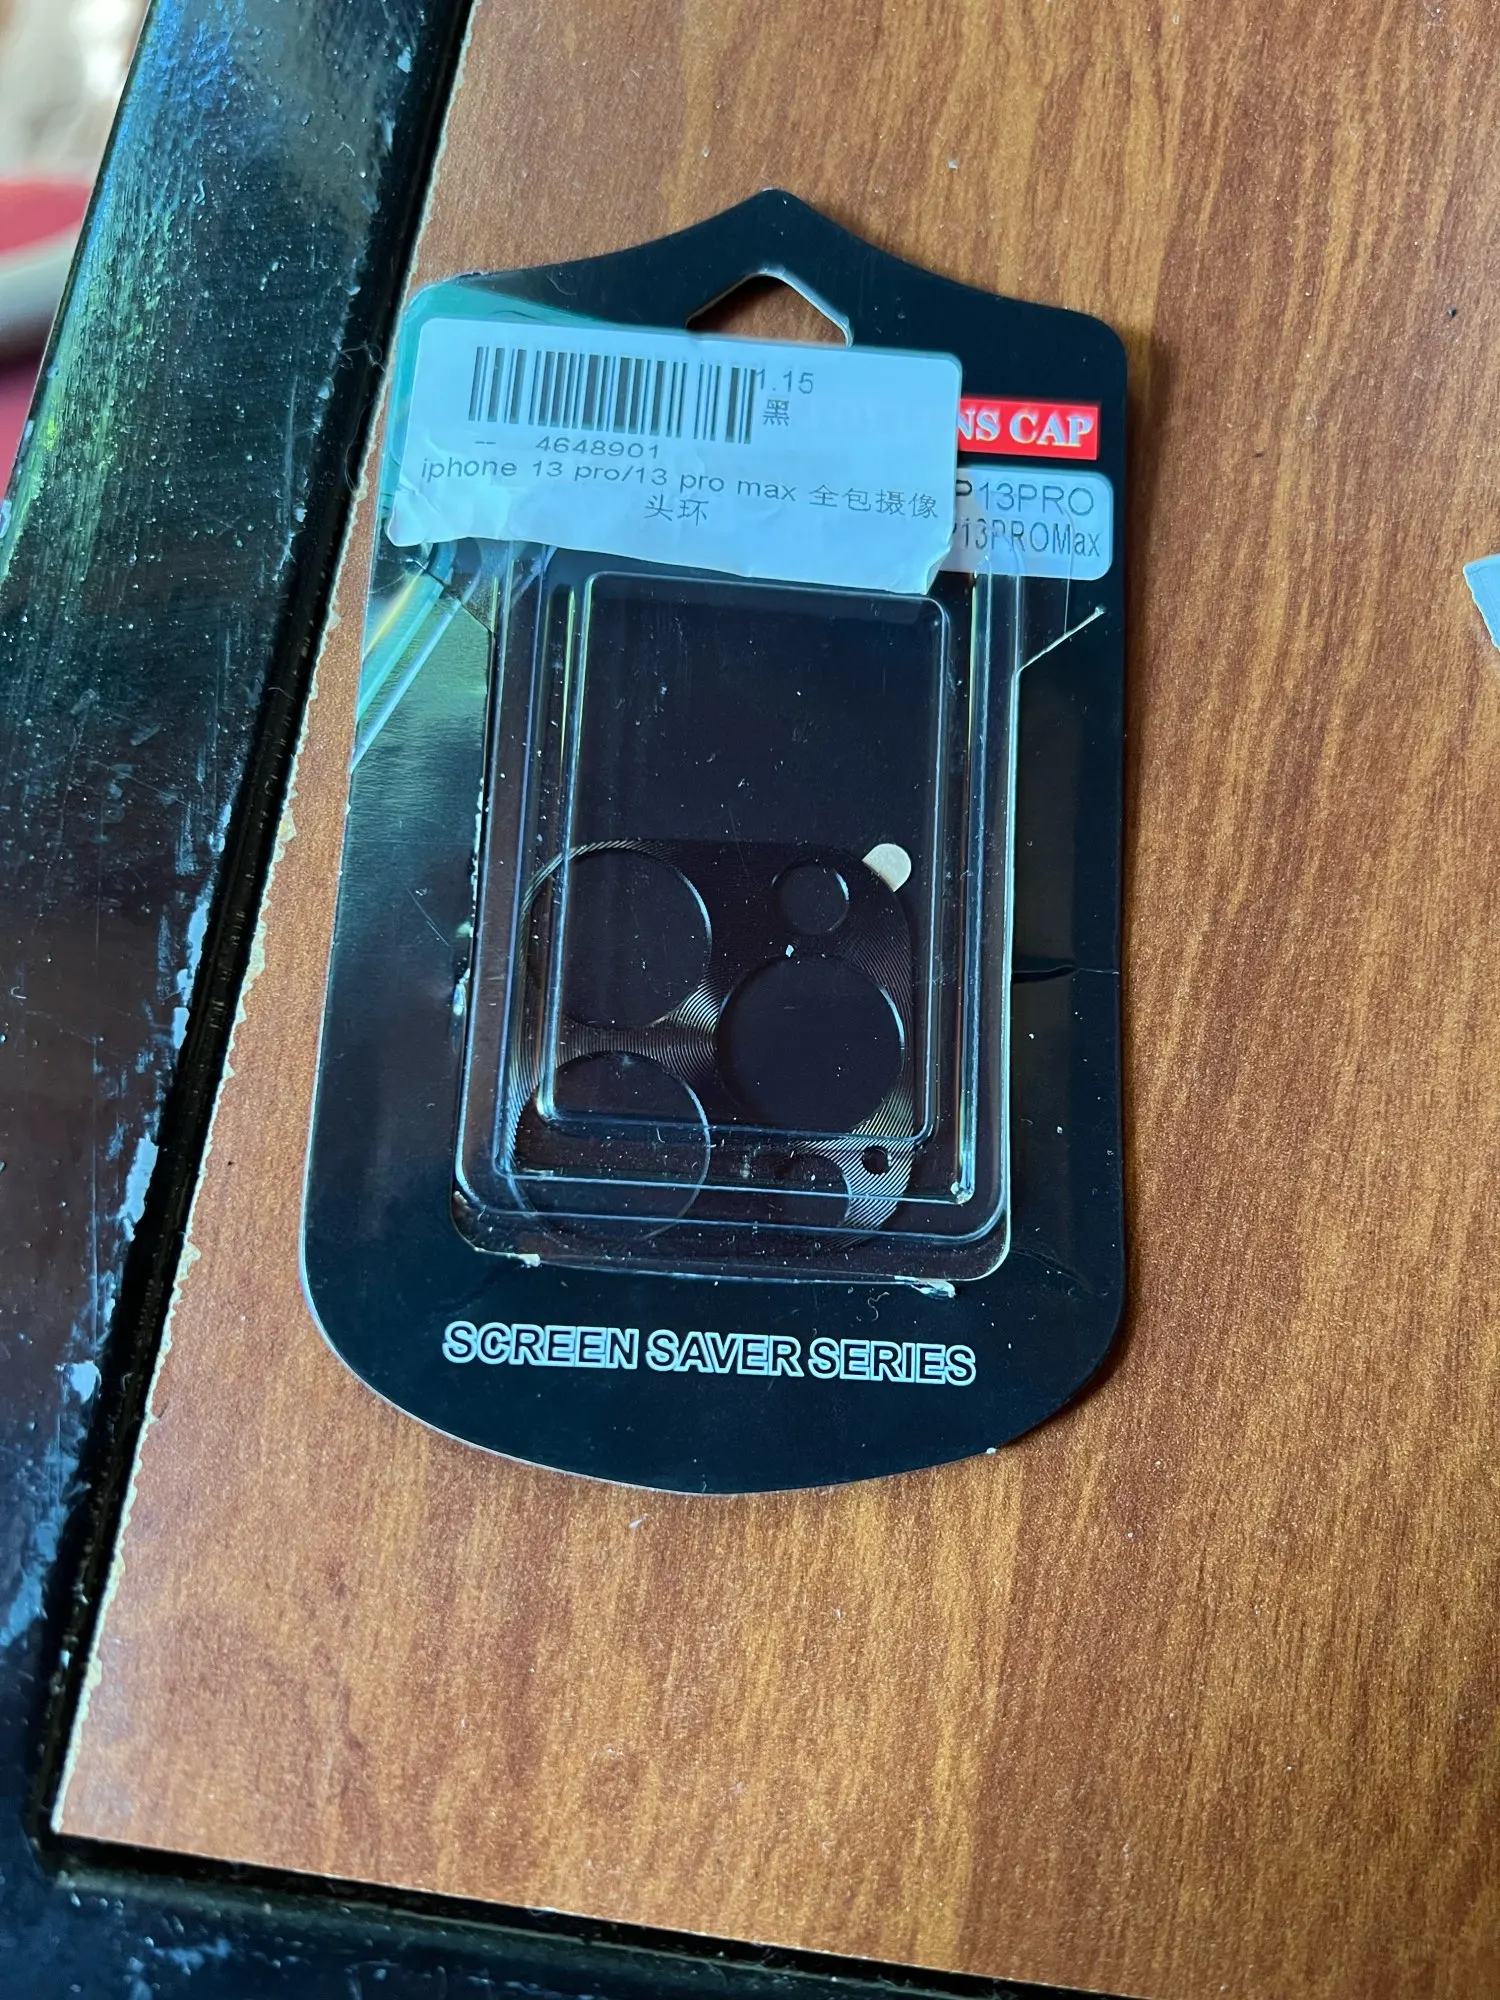 1.15
黑
-- 4648901
iphone 13 pro/13 pro max 全包摄像
头环
CAP
P13PRO
13PROMax
SCREEN SAVER SERIES